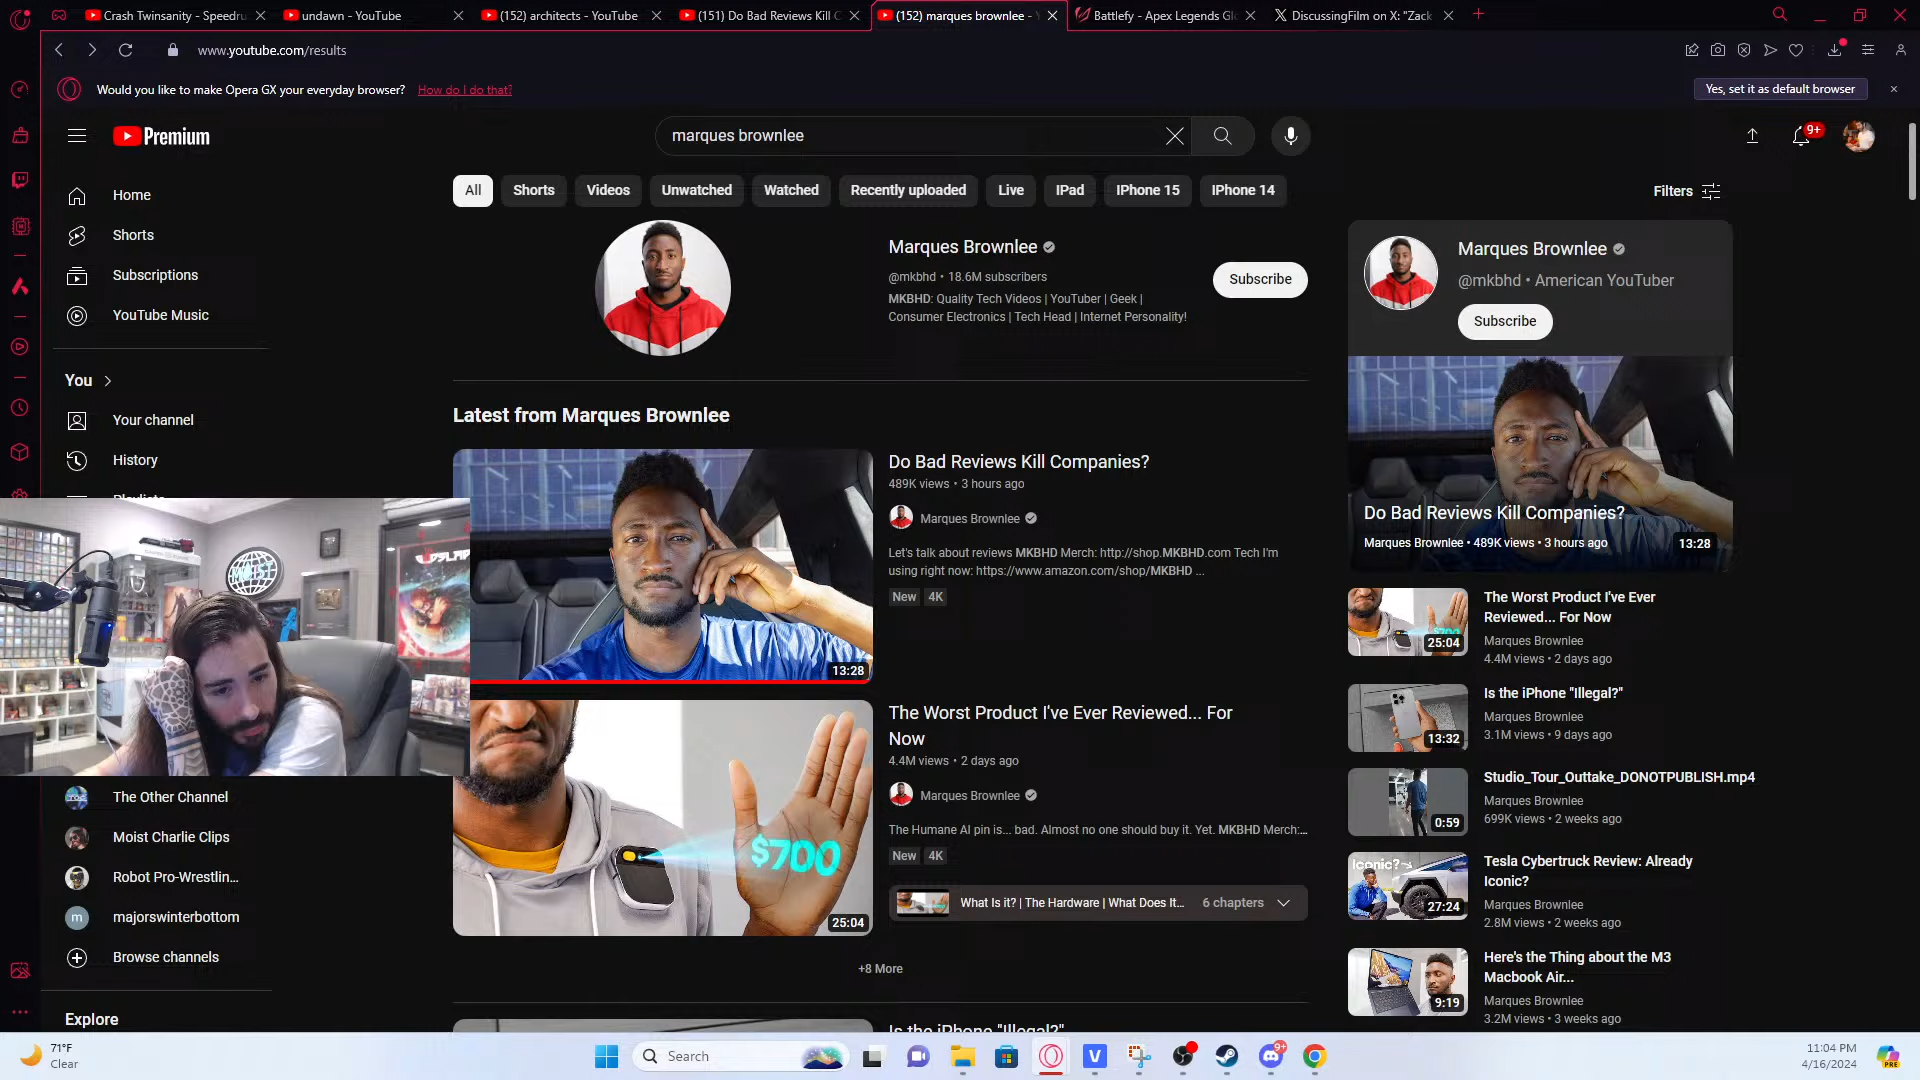 Crash Twinsanity - Speedru
undawn - YouTube
(152) architects - YouTube
(151) Do Bad Reviews Kill C
(152) marques brownlee - Y
Battlefy - Apex Legends Gl
DiscussingFilm on X: "Zack
www.youtube.com/results
Would you like to make Opera GX your everyday browser? How do I do that?
Yes, set it as default browser
Premium
marques brownlee
9+
All
Shorts
Videos
Unwatched
Watched
Recently uploaded
Live
IPad
IPhone 15
IPhone 14
Filters
Home
Shorts
Subscriptions
YouTube Music
You
Your channel
History
Playlists
The Other Channel
Moist Charlie Clips
Robot Pro-Wrestlin...
m
majorswinterbottom
Browse channels
Explore
MOIST
Marques Brownlee
@mkbhd • 18.6M subscribers
MKBHD: Quality Tech Videos | YouTuber | Geek |
Consumer Electronics | Tech Head | Internet Personality!
Subscribe
Latest from Marques Brownlee
13:28
Do Bad Reviews Kill Companies?
489K views • 3 hours ago
Marques Brownlee
Let's talk about reviews MKBHD Merch: http://shop.MKBHD.com Tech I'm
using right now: https://www.amazon.com/shop/MKBHD ...
New
4K
$700
25:04
The Worst Product I've Ever Reviewed... For
Now
4.4M views • 2 days ago
Marques Brownlee
The Humane AI pin is... bad. Almost no one should buy it. Yet. MKBHD Merch:...
New
4K
What Is it? | The Hardware | What Does It...
6 chapters
+8 More
Is the iPhone "Illegal?"
Marques Brownlee
@mkbhd • American YouTuber
Subscribe
Do Bad Reviews Kill Companies?
Marques Brownlee • 489K views • 3 hours ago
13:28
$700
25:04
The Worst Product I've Ever
Reviewed... For Now
Marques Brownlee
4.4M views • 2 days ago
13:32
Is the iPhone "Illegal?"
Marques Brownlee
3.1M views • 9 days ago
0:59
Studio_Tour_Outtake_DONOTPUBLISH.mp4
Marques Brownlee
699K views • 2 weeks ago
Iconic?
27:24
Tesla Cybertruck Review: Already
Iconic?
Marques Brownlee
2.8M views • 2 weeks ago
9:19
Here's the Thing about the M3
Macbook Air...
Marques Brownlee
3.2M views • 3 weeks ago
71°F
Clear
Search
V
9+
11:04 PM
4/16/2024
PRE